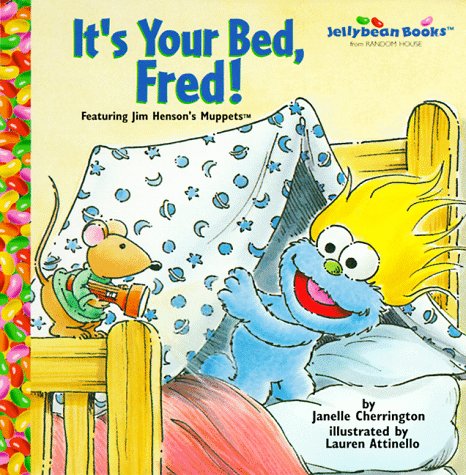 Jellybean Books™
from RANDOM HOUSE
It's Your Bed,
Fred!
Featuring Jim Henson's Muppets™
by
Janelle Cherrington
illustrated by
Lauren Attinello